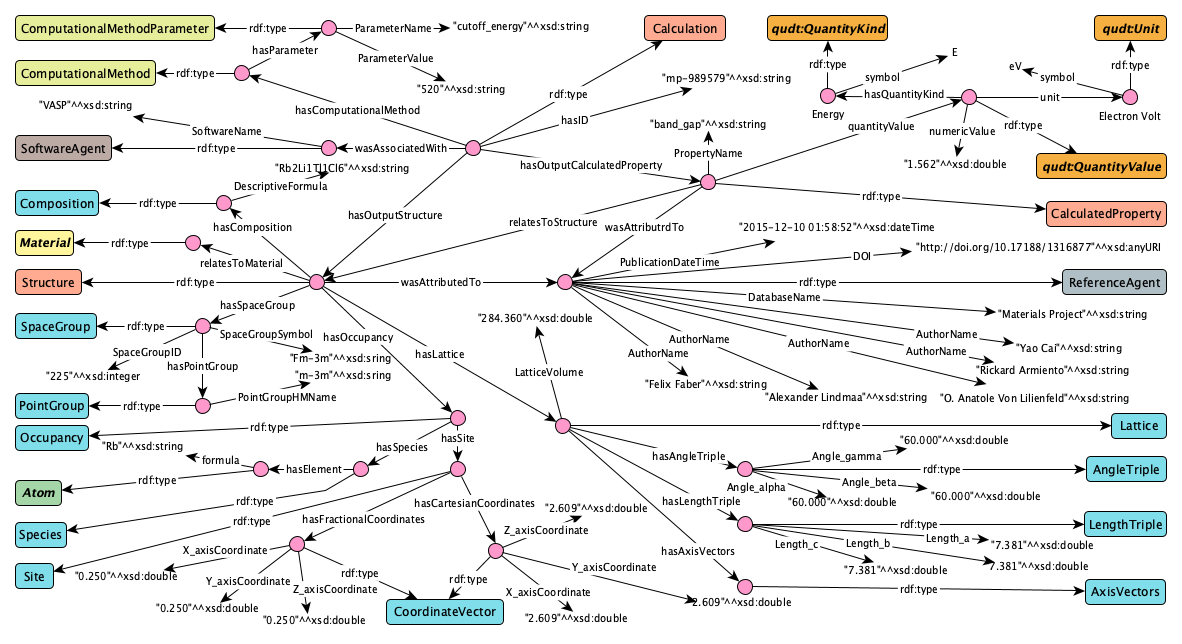 ComputationalMethodParameter
rdf:type
ParameterName
"cutoff_energy"^^xsd:string
Calculation
qudt:QuantityKind
qudt:Unit
hasParameter
ParameterValue
E
ComputationalMethod
rdf:type
"520"^^xsd:string
"mp-989579"^^xsd:string
rdf:type
symbol
eV
symbol
rdf:type
"VASP"^^xsd:string
hasComputationalMethod
rdf:type
hasID
hasQuantityKind
unit
Energy
Electron Volt
SoftwareName
"band_gap"^^xsd:string
quantityValue
numericValue
rdf:type
SoftwareAgent
rdf:type
wasAssociatedWith
PropertyName
hasOutputCalculatedProperty
"1.562"^^xsd:double
qudt:QuantityValue
"Rb2Li1Tl1Cl6"^^xsd:string
DescriptiveFormula
Composition
rdf:type
rdf:type
CalculatedProperty
hasOutputStructure
hasComposition
relatesToStructure
wasAttributrdTo
"2015-12-10 01:58:52"^^xsd:dateTime
Material
rdf:type
"http://doi.org/10.17188/1316877"^^xsd:anyURI
relatesToMaterial
PublicationDateTime
DOI
Structure
rdf:type
wasAttributedTo
rdf:type
ReferenceAgent
hasSpaceGroup
DatabaseName
"Materials Project"^^xsd:string
SpaceGroup
rdf:type
SpaceGroupSymbol
hasOccupancy
"284.360"^^xsd:double
AuthorName
AuthorName
AuthorName
AuthorName
AuthorName
"Yao Cai"^^xsd:string
SpaceGroupID
"Fm-3m"^^xsd:sring
hasLattice
"225"^^xsd:integer
hasPointGroup
"m-3m"^^xsd:sring
LatticeVolume
"Felix Faber"^^xsd:string
"Rickard Armiento"^^xsd:string
PointGroup
rdf:type
PointGroupHMName
"Alexander Lindmaa"^^xsd:string
"O. Anatole Von Lilienfeld"^^xsd:string
Occupancy
rdf:type
rdf:type
Lattice
"Rb"^^xsd:string
hasSpecies
hasSite
"60.000"^^xsd:double
formula
hasElement
hasAngleTriple
Angle_gamma
rdf:type
AngleTriple
Atom
rdf:type
Angle_alpha
Angle_beta
"60.000"^^xsd:double
"60.000"^^xsd:double
rdf:type
hasCartesianCoordinates
hasLengthTriple
"2.609"^^xsd:double
Species
rdf:type
hasFractionalCoordinates
Z_axisCoordinate
rdf:type
LengthTriple
Length_a
"7.381"^^xsd:double
X_axisCoordinate
hasAxisVectors
Length_c
Length_b
Site
"0.250"^^xsd:double
Y_axisCoordinate
Z_axisCoordinate
rdf:type
rdf:type
Y_axisCoordinate
"7.381"^^xsd:double
7.381"^^xsd:double
X_axisCoordinate
rdf:type
AxisVectors
"0.250"^^xsd:double
"0.250"^^xsd:double
CoordinateVector
"2.609"^^xsd:double
2.609"^^xsd:double